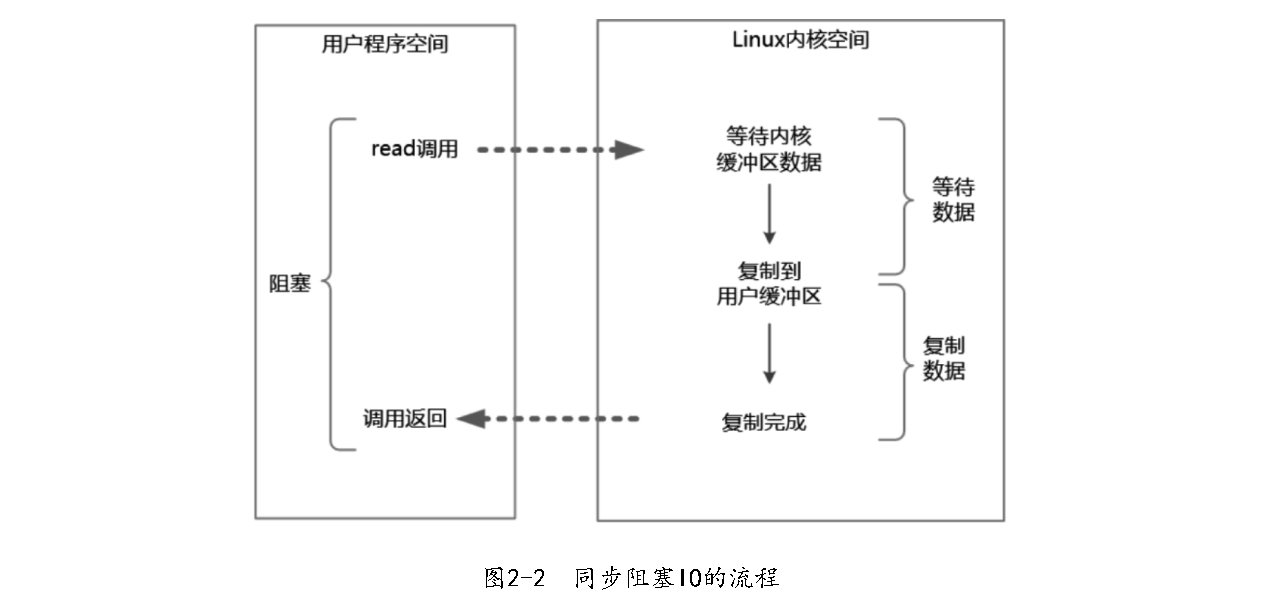 用户程序空间
Linux内核空间
read调用
等待内核
缓冲区数据
等待
数据
阻塞
复制到
用户缓冲区
复制
数据
调用返回
复制完成
图2-2 同步阻塞IO的流程